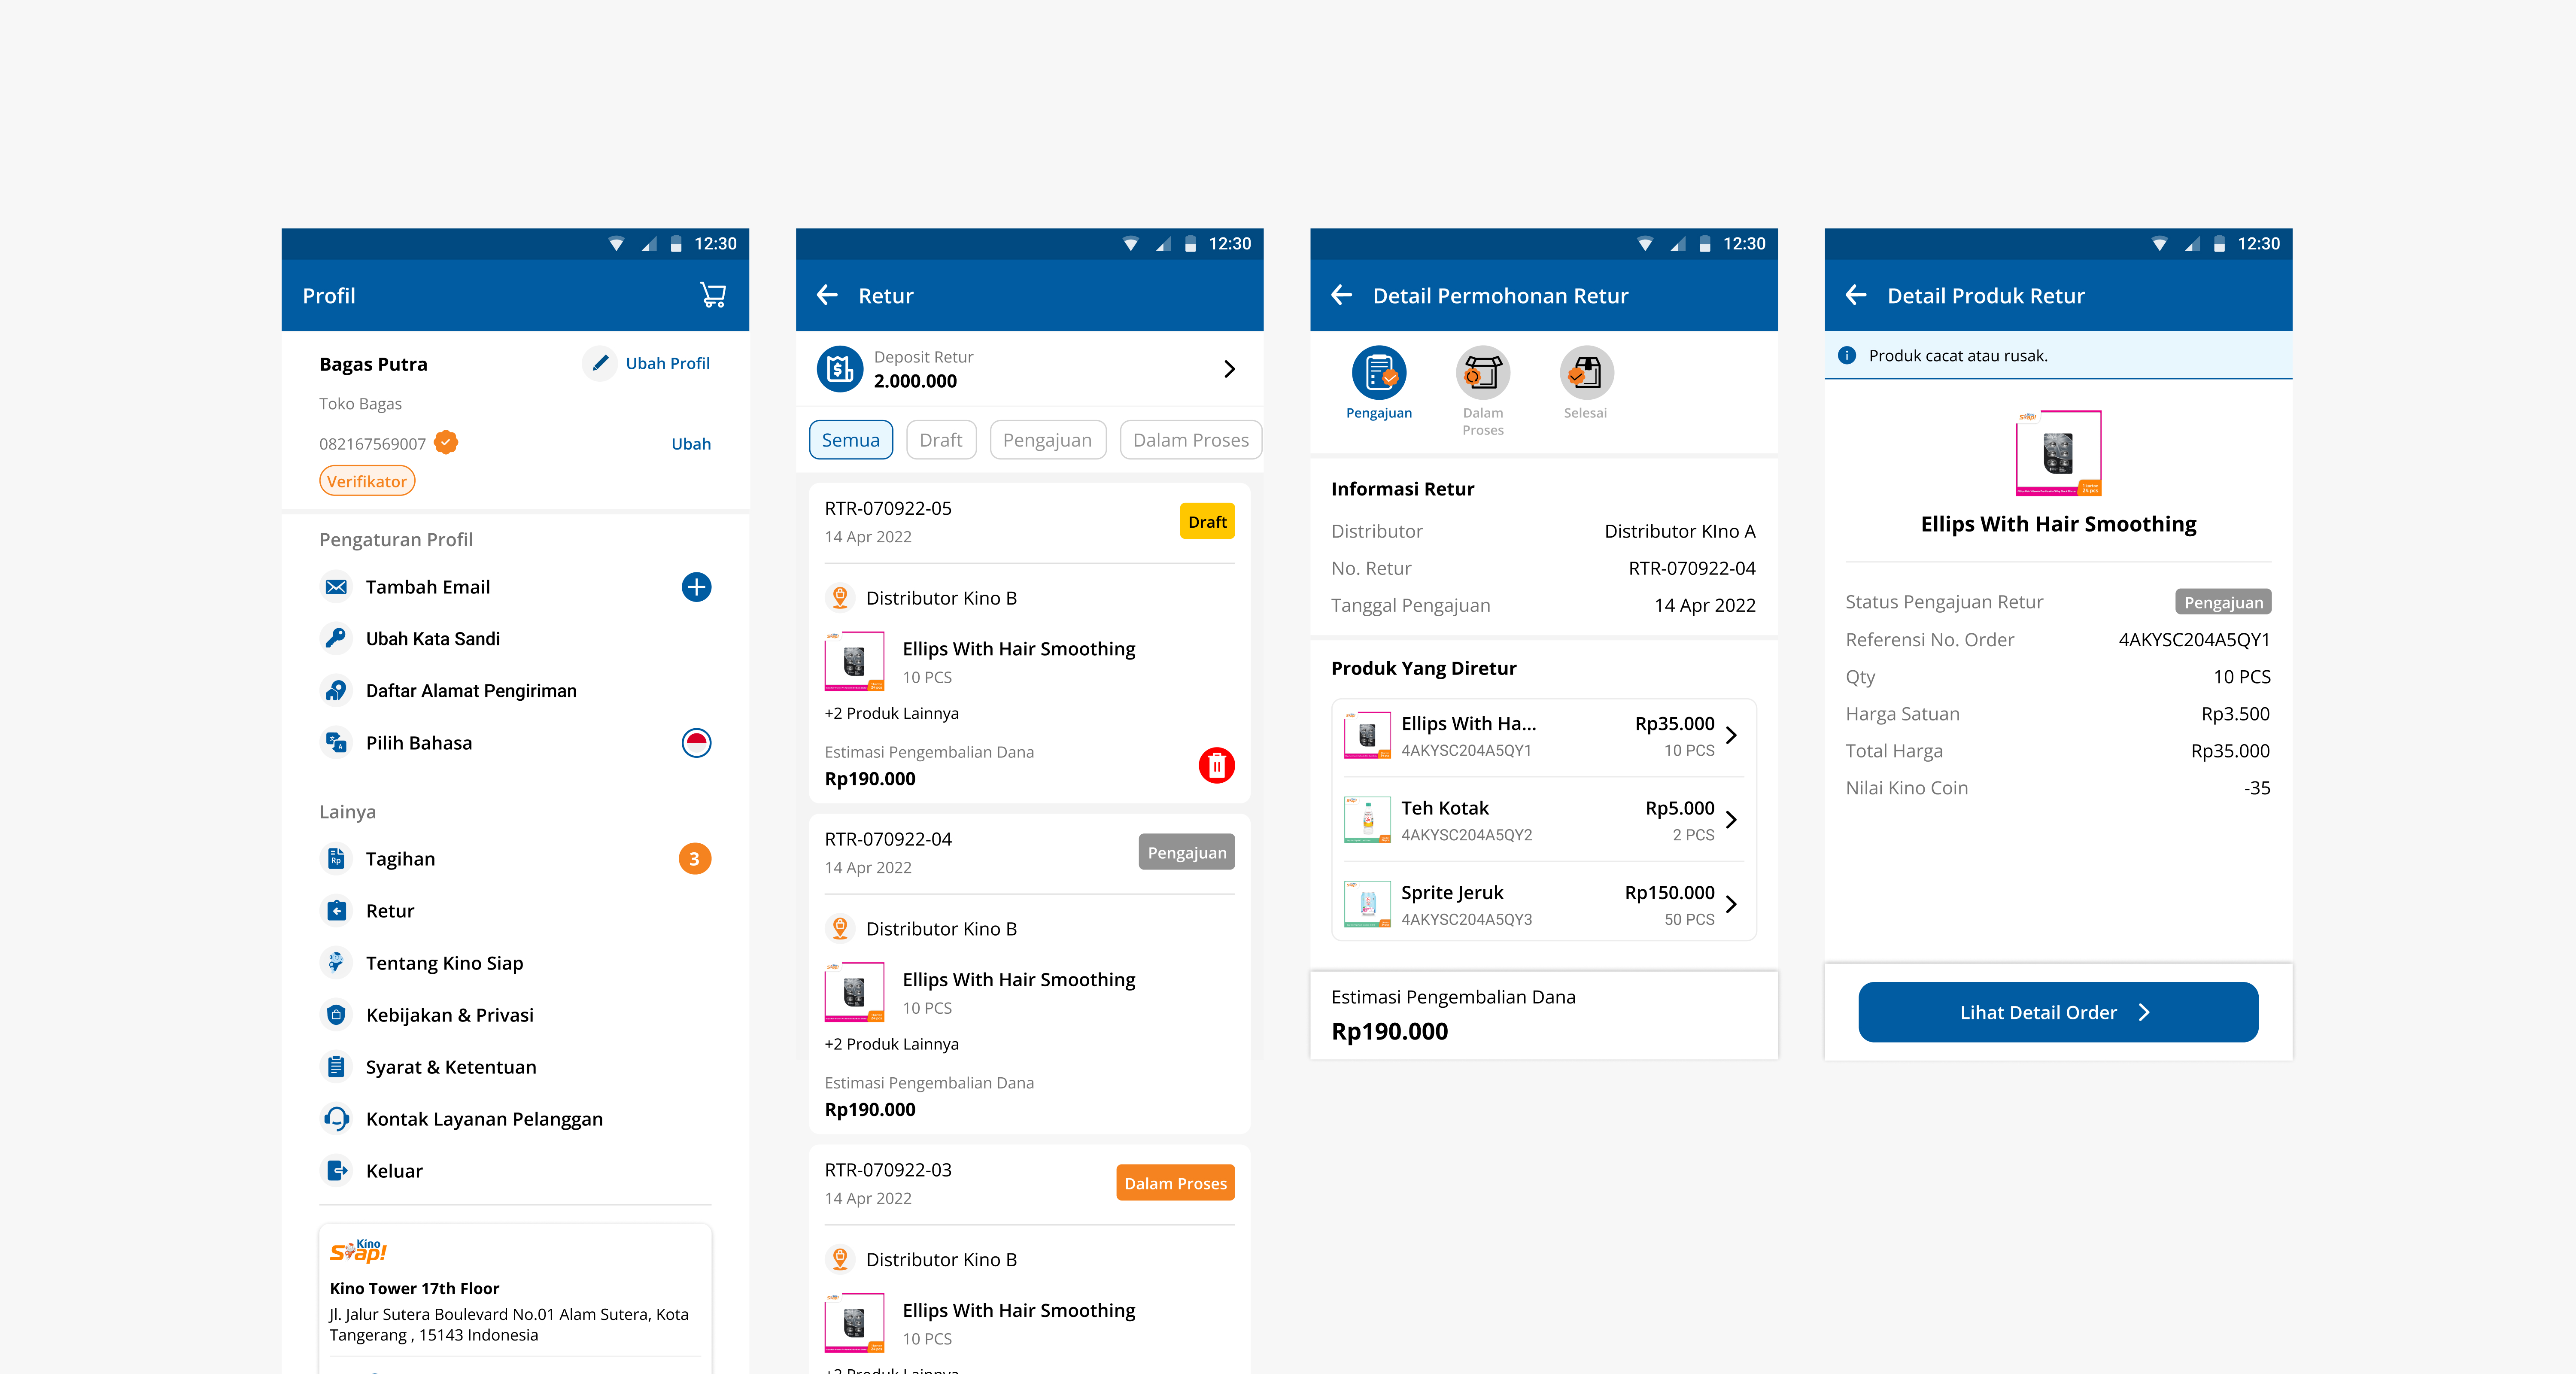 12:30
Profil
Bagas Putra
Ubah Profil
Toko Bagas
082167569007
Ubah
Verifikator
Pengaturan Profil
Tambah Email
Ubah Kata Sandi
Daftar Alamat Pengiriman
Pilih Bahasa
Lainya
Tagihan
3
Retur
Tentang Kino Siap
Kebijakan & Privasi
Syarat & Ketentuan
Kontak Layanan Pelanggan
Keluar
Kino
Siap!
Kino Tower 17th Floor
Jl. Jalur Sutera Boulevard No.01 Alam Sutera, Kota
Tangerang , 15143 Indonesia
12:30
Retur
Deposit Retur
2.000.000
Semua
Draft
Pengajuan
Dalam Proses
RTR-070922-05
Draft
14 Apr 2022
Distributor Kino B
Ellips With Hair Smoothing
10 PCS
+2 Produk Lainnya
Estimasi Pengembalian Dana
Rp190.000
RTR-070922-04
Pengajuan
14 Apr 2022
Distributor Kino B
Ellips With Hair Smoothing
10 PCS
+2 Produk Lainnya
Estimasi Pengembalian Dana
Rp190.000
RTR-070922-03
Dalam Proses
14 Apr 2022
Distributor Kino B
Ellips With Hair Smoothing
10 PCS
+2 Produk Lainnya
12:30
Detail Permohonan Retur
Pengajuan
Dalam
Proses
Selesai
Informasi Retur
Distributor
Distributor KIno A
No. Retur
RTR-070922-04
Tanggal Pengajuan
14 Apr 2022
Produk Yang Diretur
Ellips With Ha...
Rp35.000
4AKYSC204A5QY1
10 PCS
Teh Kotak
Rp5.000
4AKYSC204A5QY2
2 PCS
Sprite Jeruk
Rp150.000
4AKYSC204A5QY3
50 PCS
Estimasi Pengembalian Dana
Rp190.000
12:30
Detail Produk Retur
Produk cacat atau rusak.
Ellips With Hair Smoothing
Status Pengajuan Retur
Pengajuan
Referensi No. Order
4AKYSC204A5QY1
Qty
10 PCS
Harga Satuan
Rp3.500
Total Harga
Rp35.000
Nilai Kino Coin
-35
Lihat Detail Order